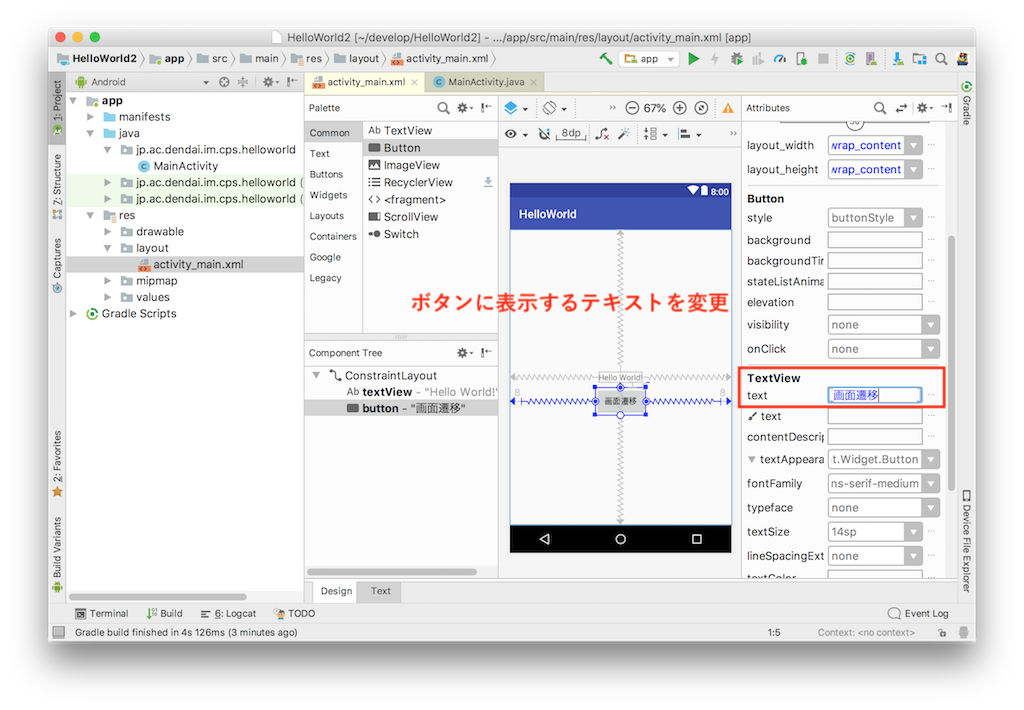 HelloWorld2 [~/develop/HelloWorld2] - .../app/src/main/res/layout/activity_main.xml [app]
HelloWorld2 app src main res layout activity_main.xml
app
Android
activity_main.xml
MainActivity.java
1: Project
Z: Structure
Captures
2: Favorites
Build Variants
app
manifests
java
jp.ac.dendai.im.cps.helloworld
MainActivity
jp.ac.dendai.im.cps.helloworld (
jp.ac.dendai.im.cps.helloworld (
res
drawable
layout
activity_main.xml
mipmap
values
Gradle Scripts
Palette
Common
Text
Buttons
Widgets
Layouts
Containers
Google
Legacy
Ab TextView
Button
ImageView
RecyclerView
<> <fragment>
ScrollView
Switch
Component Tree
ConstraintLayout
Ab textView - "Hello World!"
button - "画面遷移"
Design
Text
67%
8dp
8:00
HelloWorld
ボタンに表示するテキストを変更
Hello World!
8
8
画面遷移
Attributes
50
layout_width wrap_content
layout_height wrap_content
Button
style buttonStyle
background
backgroundTir
stateListAnima
elevation
visibility none
onClick none
TextView
text 画面遷移
text
contentDescrip
textAppeara t.Widget.Button
fontFamily ns-serif-medium
typeface none
textSize 14sp
lineSpacingExt none
textColor
Gradle
Device File Explorer
Terminal
Build
6: Logcat
TODO
Event Log
Gradle build finished in 4s 126ms (3 minutes ago)
1:5
Context: <no context>